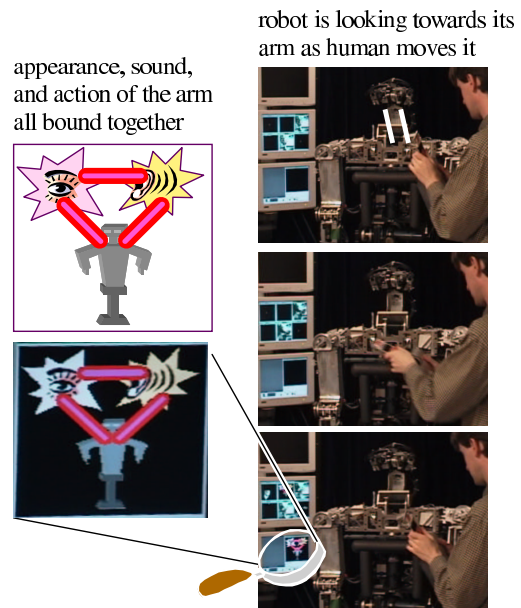 robot is looking towards its
arm as human moves it
appearance, sound,
and action of the arm
all bound together